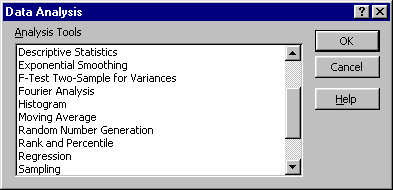 Data Analysis
Analysis Tools
Descriptive Statistics
Exponential Smoothing
F-Test Two-Sample for Variances
Fourier Analysis
Histogram
Moving Average
Random Number Generation
Rank and Percentile
Regression
Sampling
OK
Cancel
Help